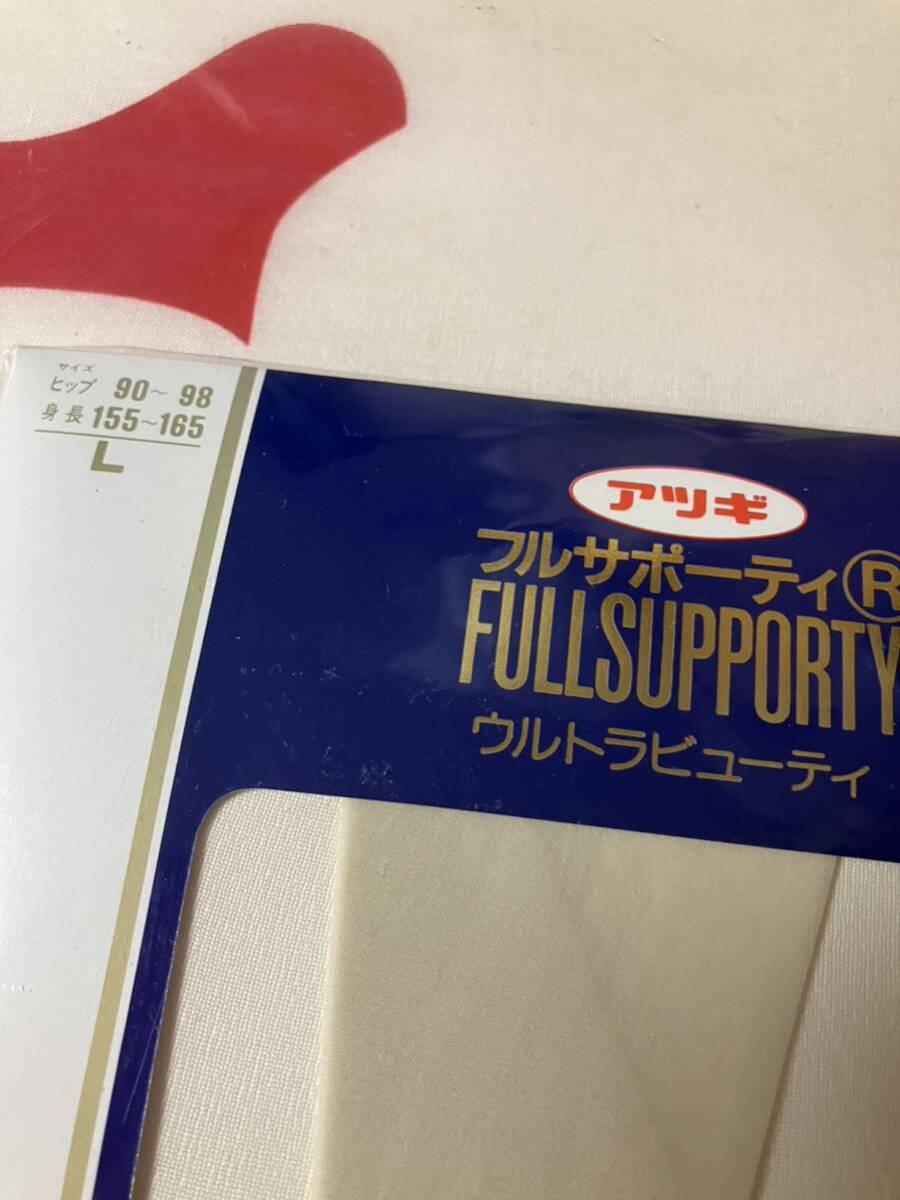 サイズ
ヒップ 90～98
身長 155～165
L
アツギ
フルサポーティ®
FULLSUPPORTY
ウルトラビューティ